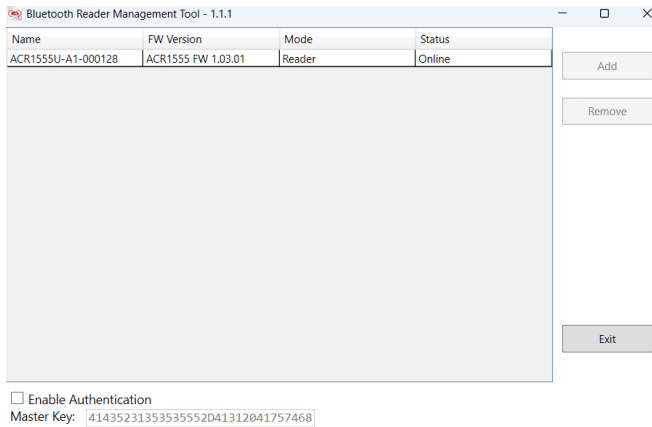 Bluetooth Reader Management Tool - 1.1.1
Name FW Version Mode Status
ACR1555U-A1-000128 ACR1555 FW 1.03.01 Reader Online
Add
Remove
Exit
Enable Authentication
Master Key: 41435231353535552D41312041757468